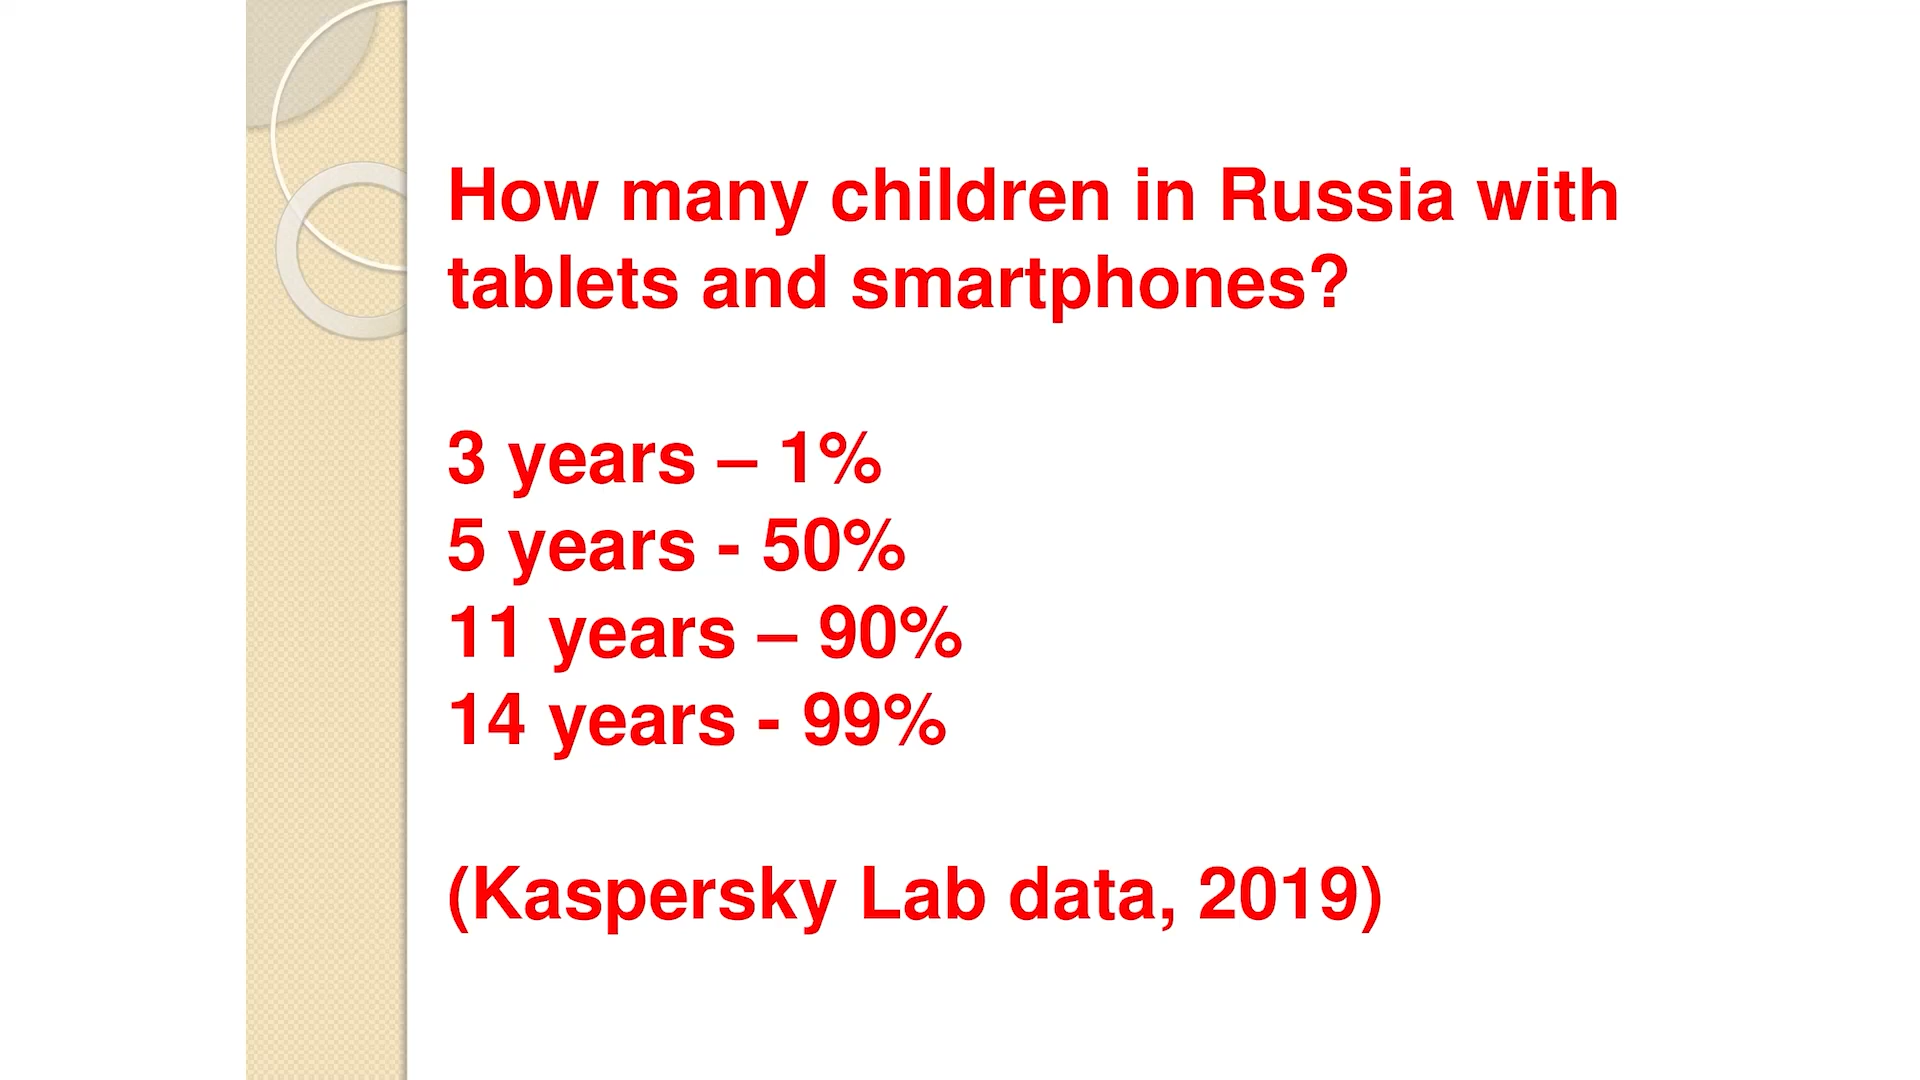 How many children in Russia with
tablets and smartphones?
3 years – 1%
5 years - 50%
11 years – 90%
14 years - 99%
(Kaspersky Lab data, 2019)